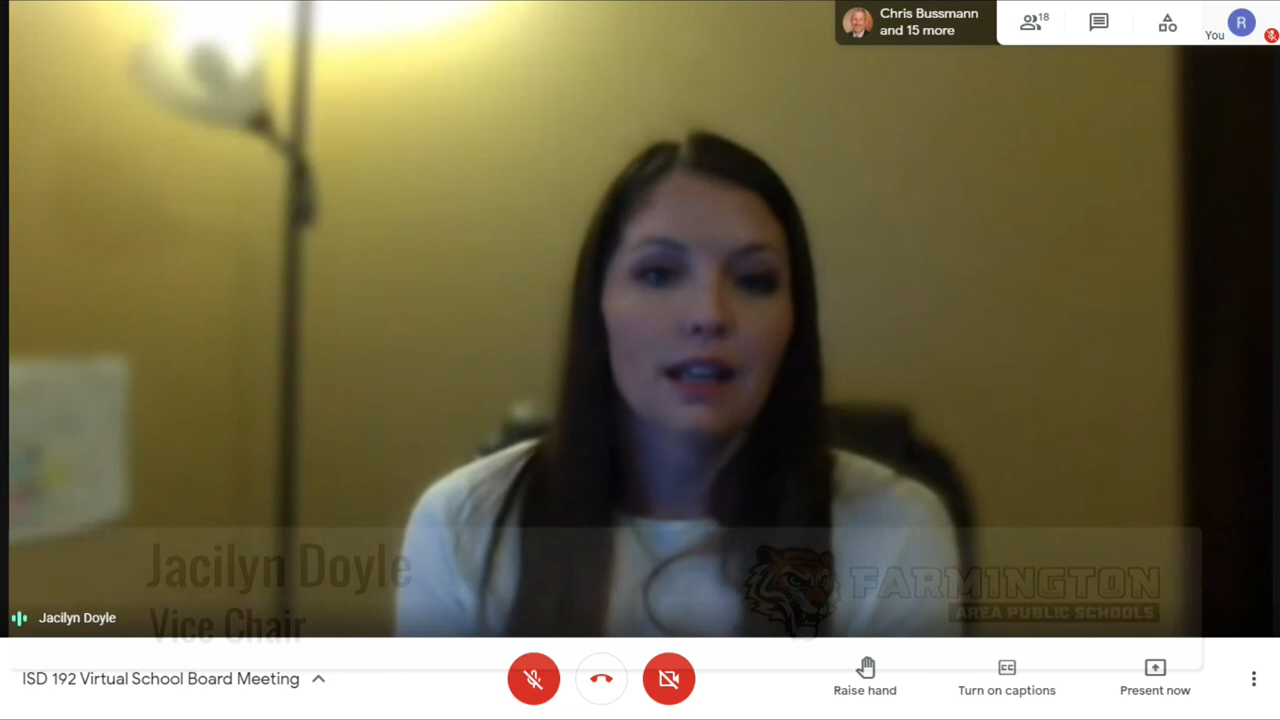 Chris Bussmann
and 15 more
18
You
R
Jacilyn Doyle
Vice Chair
FARMINGTON
AREA PUBLIC SCHOOLS
Jacilyn Doyle
ISD 192 Virtual School Board Meeting
CC
Raise hand
Turn on captions
Present now